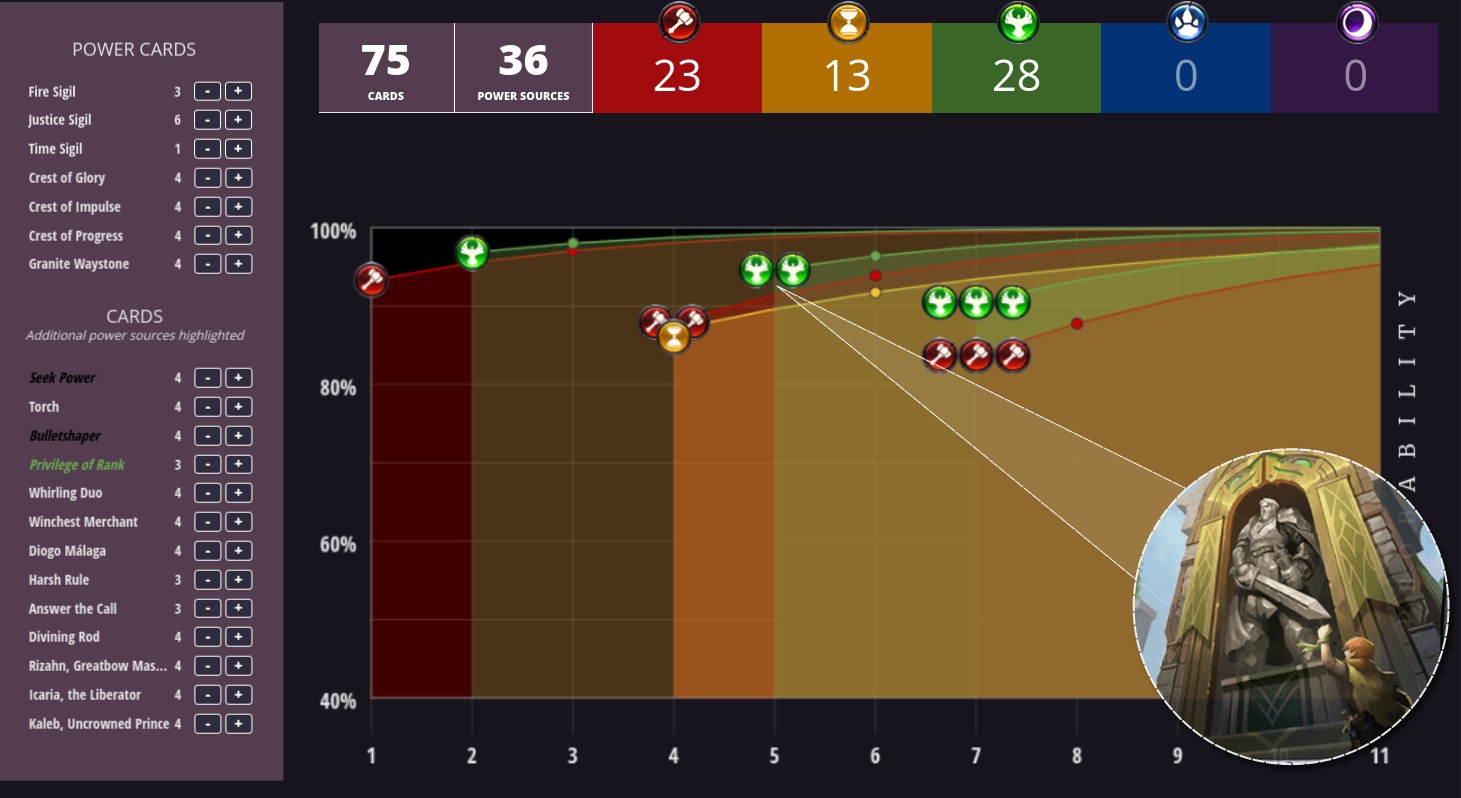 POWER CARDS
Fire Sigil 3 - +
Justice Sigil 6 - +
Time Sigil 1 - +
Crest of Glory 4 - +
Crest of Impulse 4 - +
Crest of Progress 4 - +
Granite Waystone 4 - +
CARDS
Additional power sources highlighted
Seek Power 4 - +
Torch 4 - +
Bulletshaper 4 - +
Privilege of Rank 3 - +
Whirling Duo 4 - +
Winchest Merchant 4 - +
Diogo Málaga 4 - +
Harsh Rule 3 - +
Answer the Call 3 - +
Divining Rod 4 - +
Rizahn, Greatbow Mas... 4 - +
Icaria, the Liberator 4 - +
Kaleb, Uncrowned Prince 4 - +
75
CARDS
36
POWER SOURCES
23
13
28
0
0
100%
80%
60%
40%
1 2 3 4 5 6 7 8 9 11
ABILITY